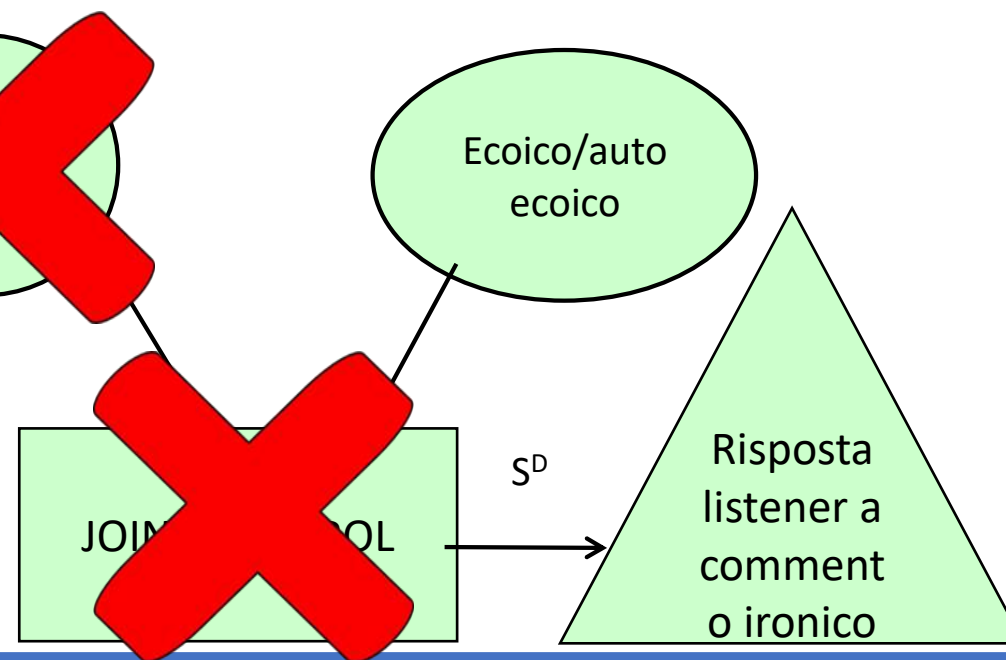 Ecoico/auto
ecoico
S^D
JOIN OL
Risposta
listener a
comment
o ironico